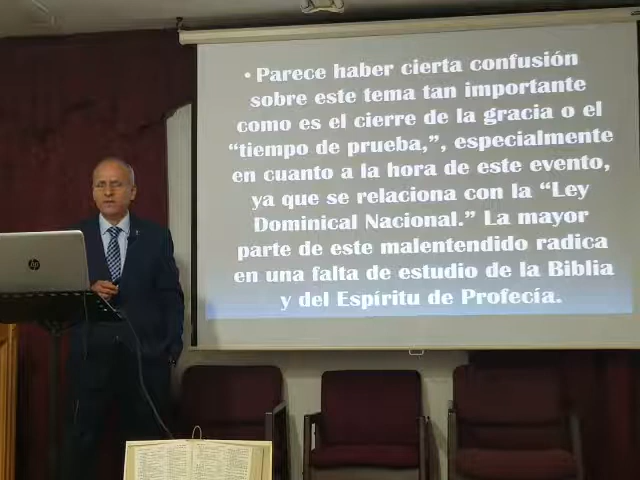 • Parece haber cierta confusión
sobre este tema tan importante
como es el cierre de la gracia o el
“tiempo de prueba,”, especialmente
en cuanto a la hora de este evento,
ya que se relaciona con la “Ley
Dominical Nacional.” La mayor
parte de este malentendido radica
en una falta de estudio de la Biblia
y del Espíritu de Profecía.
hp